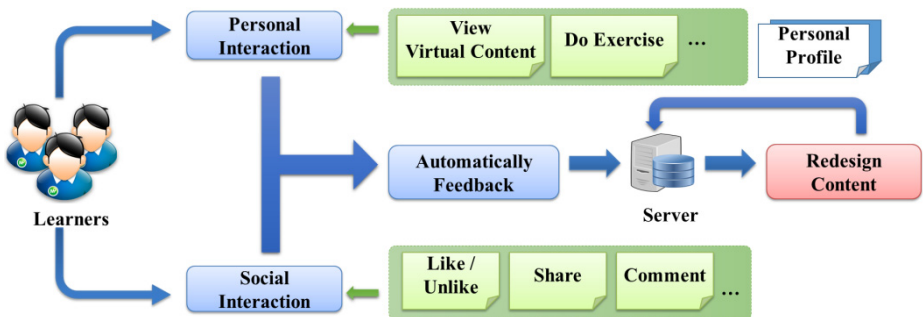 Personal
Interaction
View
Virtual Content
Do Exercise
...
Personal
Profile
Learners
Automatically
Feedback
Server
Redesign
Content
Social
Interaction
Like /
Unlike
Share
Comment
...